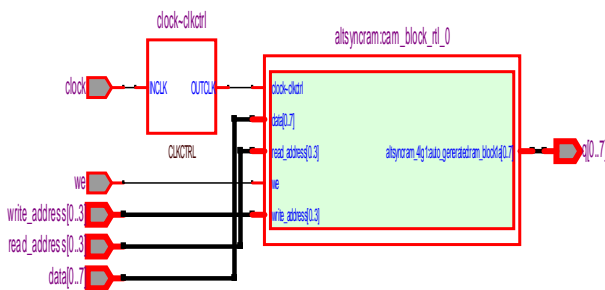 clock~clkctrl
altsyncram:cam_block_rtl_0
clock
INCLK
OUTCLK
clock~clkctrl
data[0..7]
CLKCTRL
read_address[0..3]
altsyncram_4lg1:auto_generated|ram_block1a[0..7]
q[0..7]
we
we
write_address[0..3]
write_address[0..3]
read_address[0..3]
data[0..7]